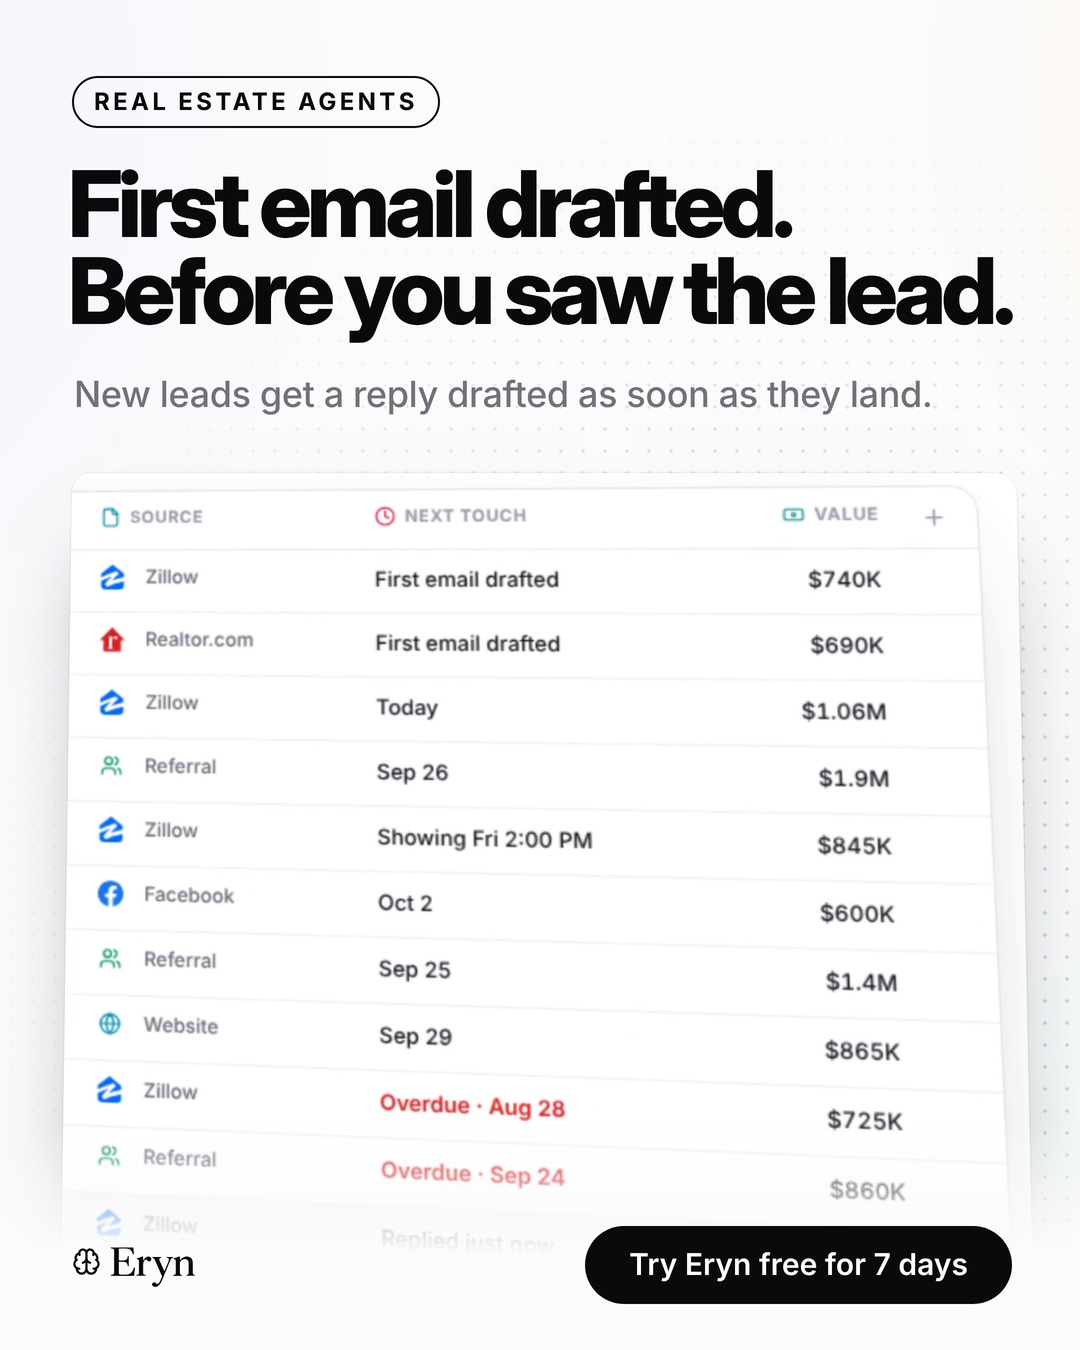 REAL ESTATE AGENTS
First email drafted.
Before you saw the lead.
New leads get a reply drafted as soon as they land.
SOURCE NEXT TOUCH VALUE +
Zillow First email drafted $740K
Realtor.com First email drafted $690K
Zillow Today $1.06M
Referral Sep 26 $1.9M
Zillow Showing Fri 2:00 PM $845K
Facebook Oct 2 $600K
Referral Sep 25 $1.4M
Website Sep 29 $865K
Zillow Overdue · Aug 28 $725K
Referral Overdue · Sep 24 $860K
Zillow Replied just now
Eryn Try Eryn free for 7 days